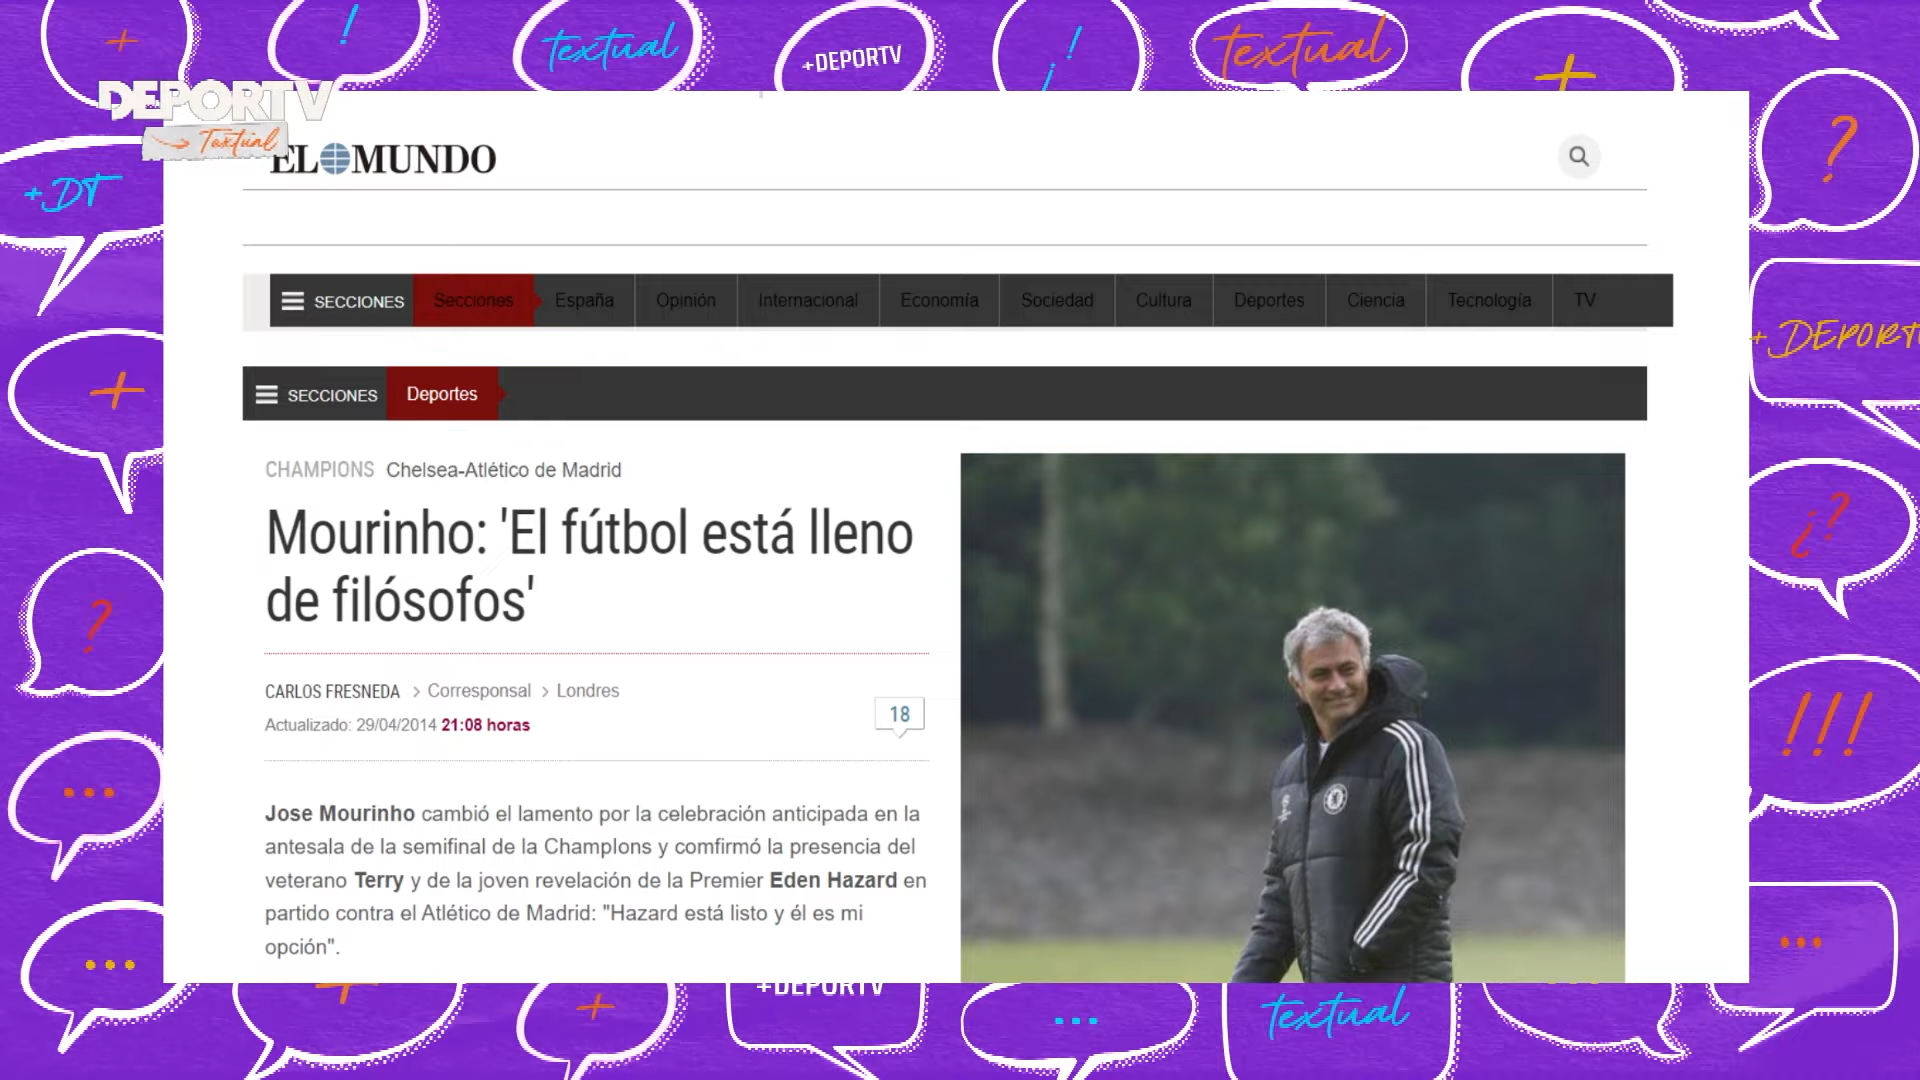 !
textual
+DEPORTV
!
¡
textual
DEPORTV
Textual
EL MUNDO
?
+DT
SECCIONES Secciones España Opinión Internacional Economía Sociedad Cultura Deportes Ciencia Tecnología TV
+ DEPORT
SECCIONES Deportes
CHAMPIONS Chelsea-Atlético de Madrid
Mourinho: 'El fútbol está lleno
de filósofos'
¿?
?
CARLOS FRESNEDA > Corresponsal > Londres
18
Actualizado: 29/04/2014 21:08 horas
!!!
...
Jose Mourinho cambió el lamento por la celebración anticipada en la
antesala de la semifinal de la Champlons y comfirmó la presencia del
veterano Terry y de la joven revelación de la Premier Eden Hazard en
partido contra el Atlético de Madrid: "Hazard está listo y él es mi
opción".
...
...
+DEPORTV
...
textual